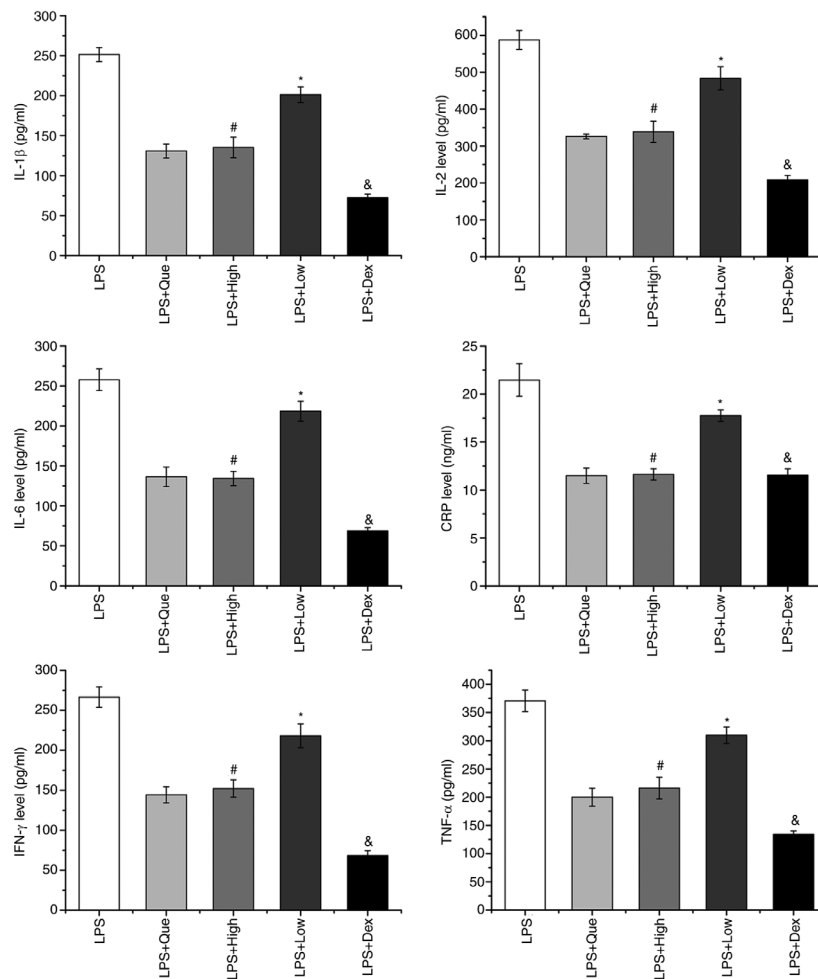 IL-1β (pg/ml)
300
250
200
150
100
50
0
#
*
&
LPS
LPS+Que
LPS+High
LPS+Low
LPS+Dex
IL-2 level (pg/ml)
600
500
400
300
200
300
0
#
*
&
LPS
LPS+Que
LPS+High
LPS+Low
LPS+Dex
IL-6 level (pg/ml)
300
250
200
150
100
50
0
#
*
&
LPS
LPS+Que
LPS+High
LPS+Low
LPS+Dex
CRP level (ng/ml)
25
20
15
10
5
0
#
*
&
LPS
LPS+Que
LPS+High
LPS+Low
LPS+Dex
IFN-γ level (pg/ml)
300
250
200
150
100
50
0
#
*
&
LPS
LPS+Que
LPS+High
LPS+Low
LPS+Dex
TNF-α (pg/ml)
400
350
300
250
200
150
100
50
0
#
*
&
LPS
LPS+Que
LPS+High
LPS+Low
LPS+Dex